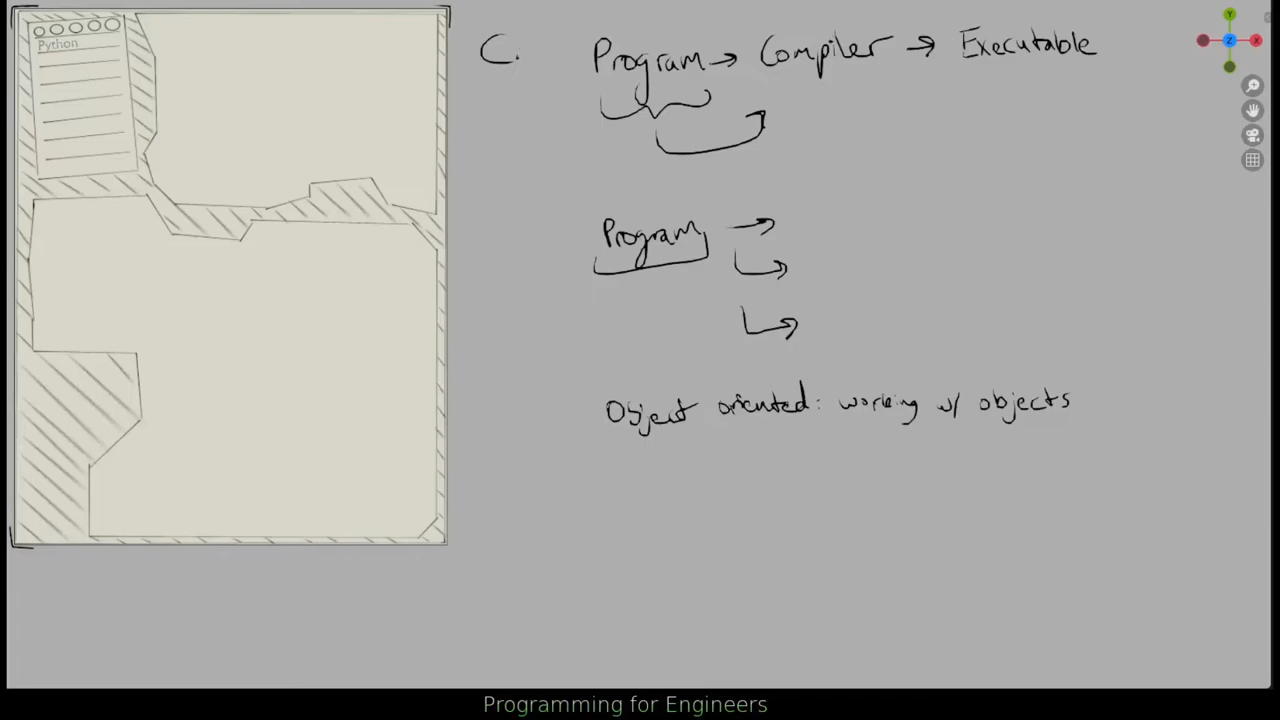 Python
C. Program → Compiler → Executable
Program
Object oriented: working w/ objects
Y
X
Z
Programming for Engineers